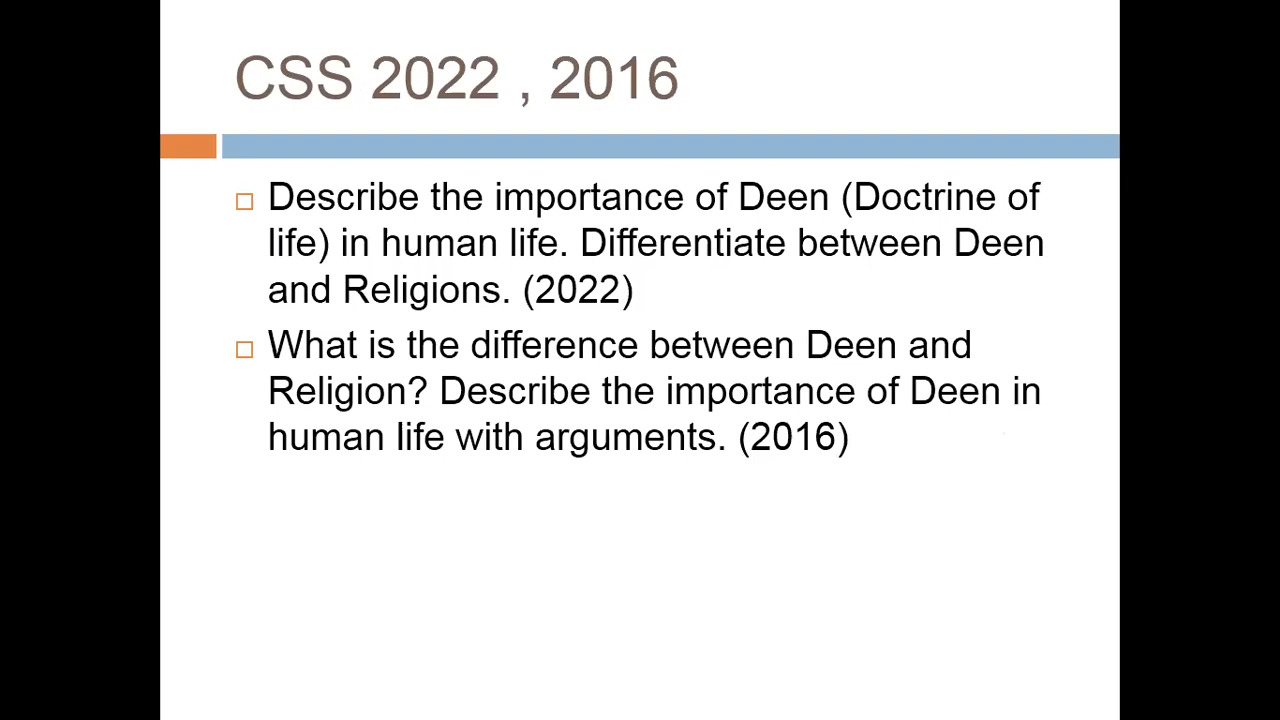 CSS 2022 , 2016
Describe the importance of Deen (Doctrine of
life) in human life. Differentiate between Deen
and Religions. (2022)
What is the difference between Deen and
Religion? Describe the importance of Deen in
human life with arguments. (2016)